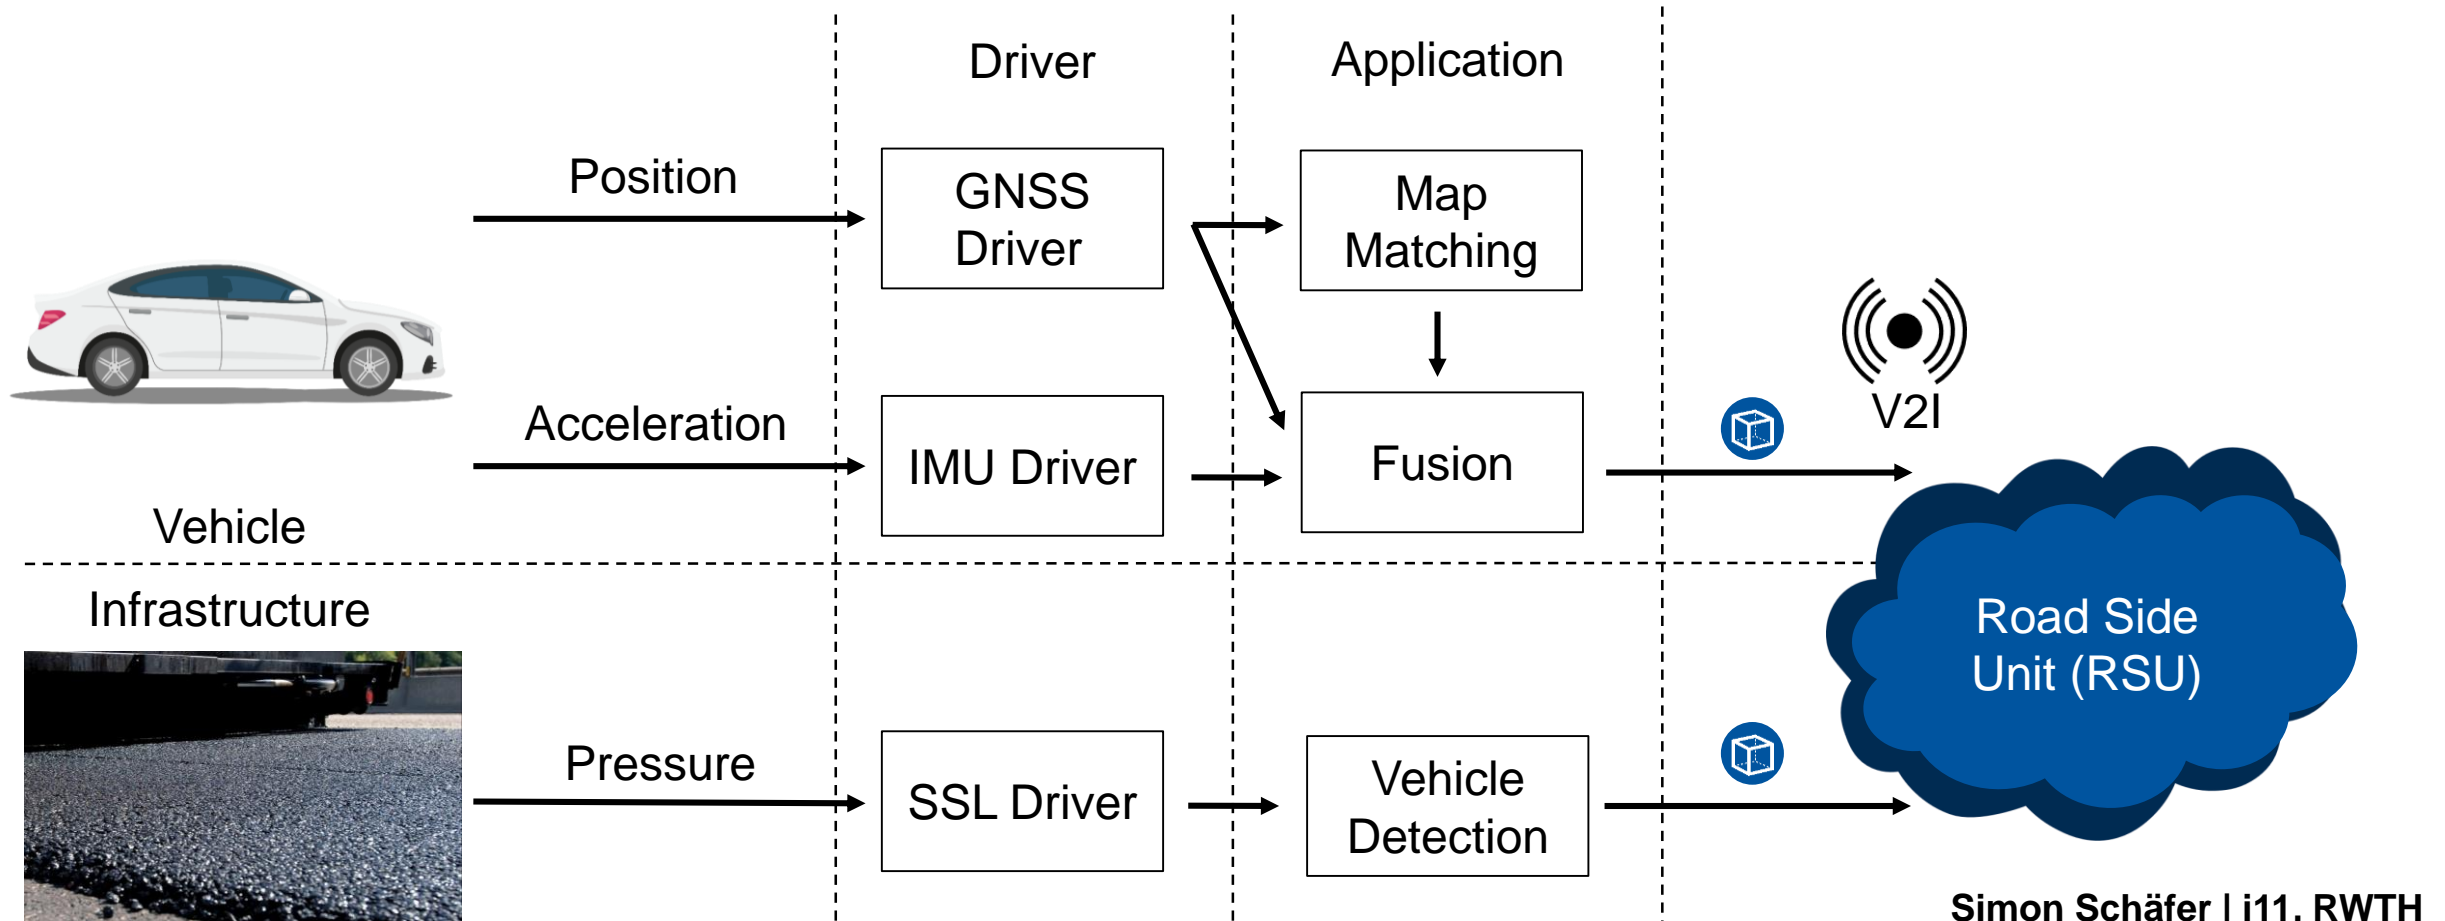 Driver
Application
Position
GNSS
Driver
Map
Matching
Acceleration
IMU Driver
Fusion
V2I
Vehicle
Infrastructure
Road Side
Unit (RSU)
Pressure
SSL Driver
Vehicle
Detection
Simon Schäfer | i11, RWTH